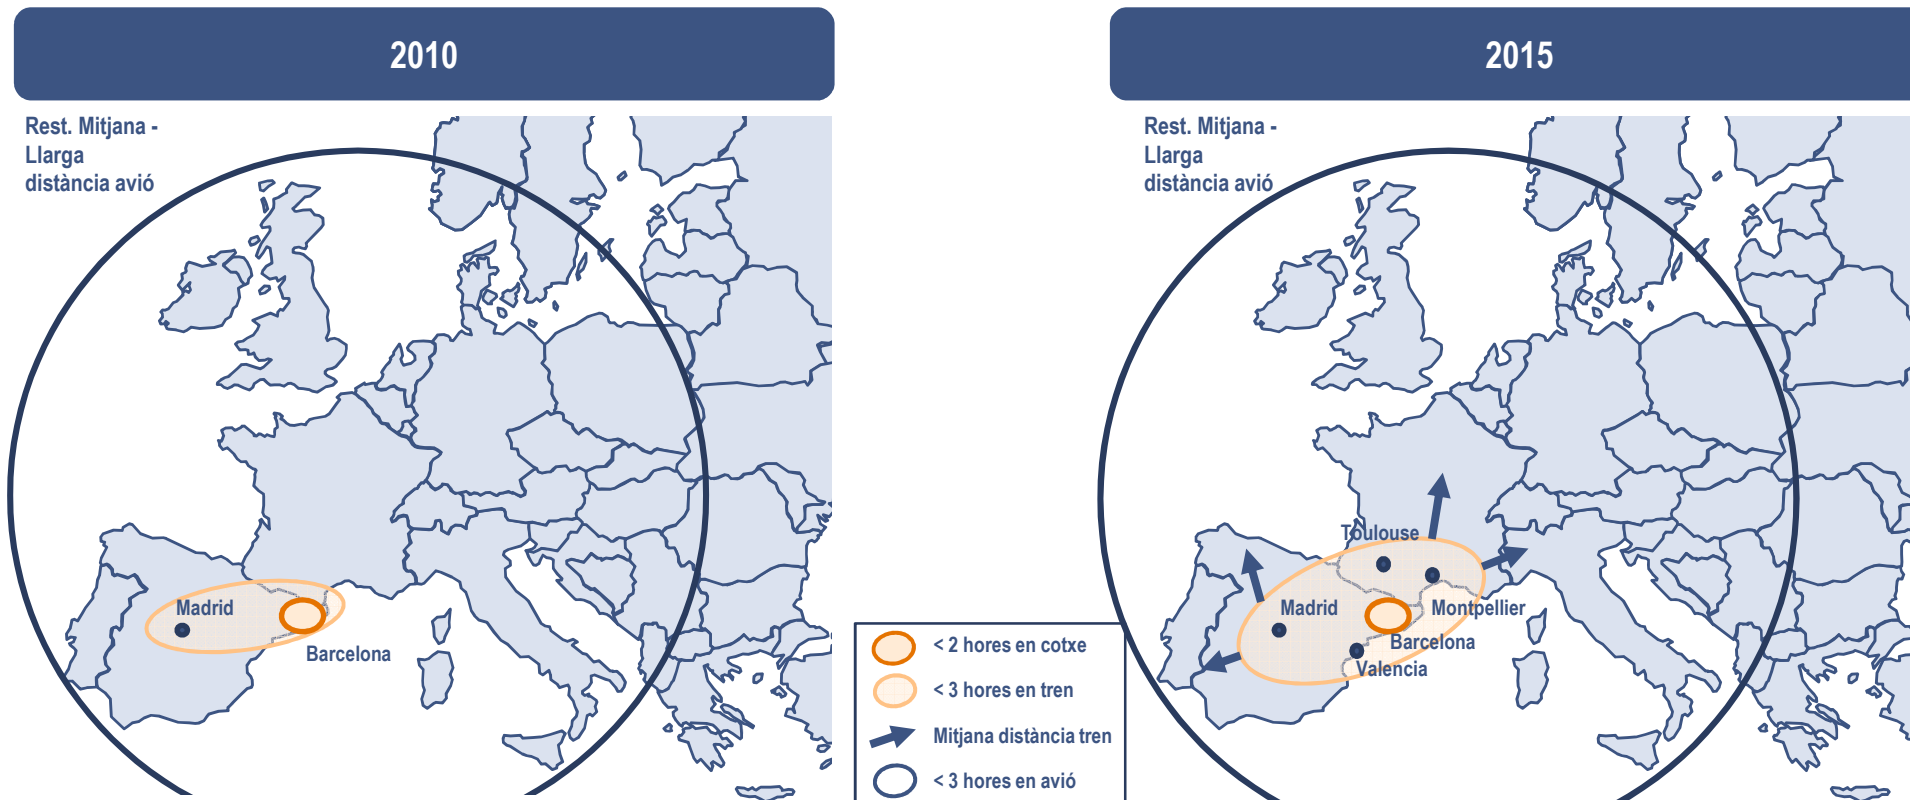 2010
Rest. Mitjana -
Llarga
distància avió
Madrid
Barcelona
2015
Rest. Mitjana -
Llarga
distància avió
Toulouse
Madrid
Montpellier
Barcelona
Valencia
< 2 hores en cotxe
< 3 hores en tren
Mitjana distància tren
< 3 hores en avió